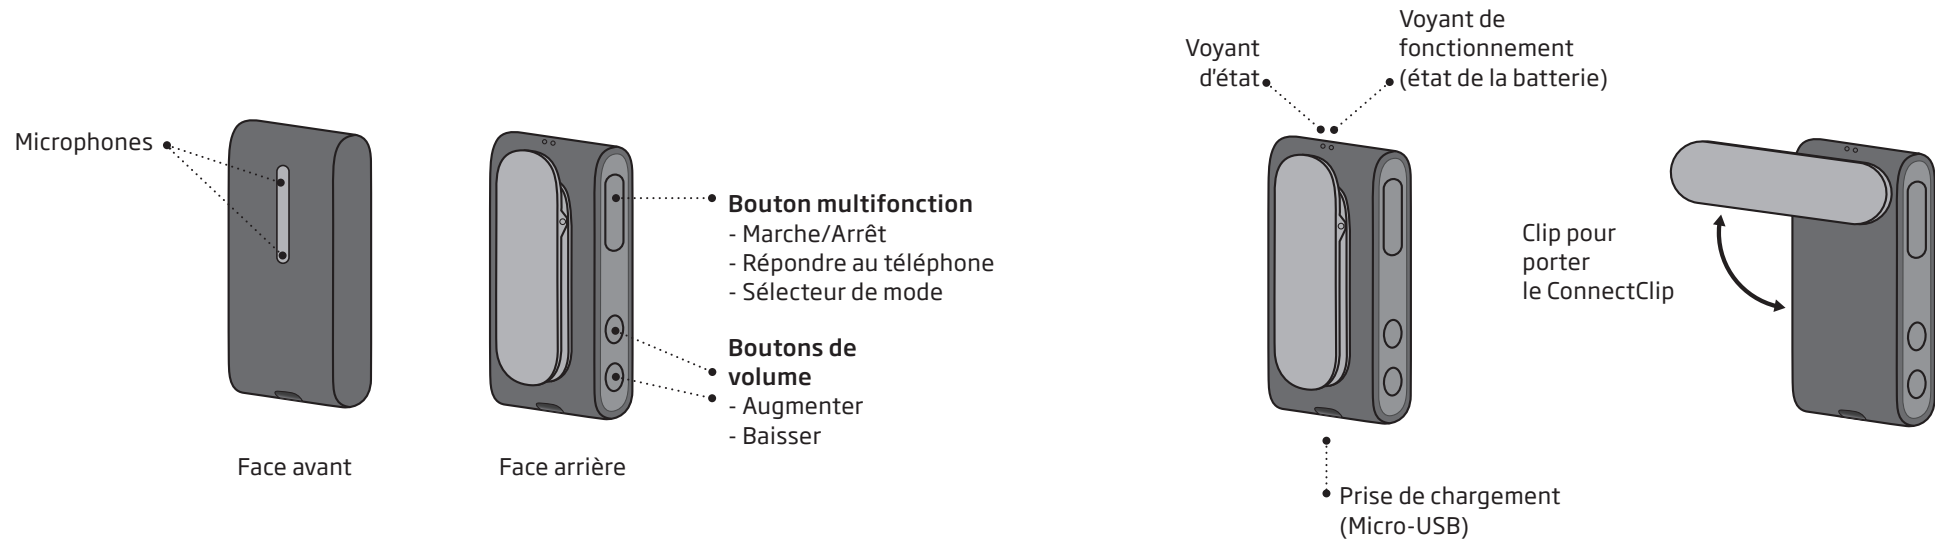 Microphones
Face avant
Face arrière
Bouton multifonction
- Marche/Arrêt
- Répondre au téléphone
- Sélecteur de mode
Boutons de
volume
- Augmenter
- Baisser
Voyant
d'état
Voyant de
fonctionnement
(état de la batterie)
Prise de chargement
(Micro-USB)
Clip pour
porter
le ConnectClip